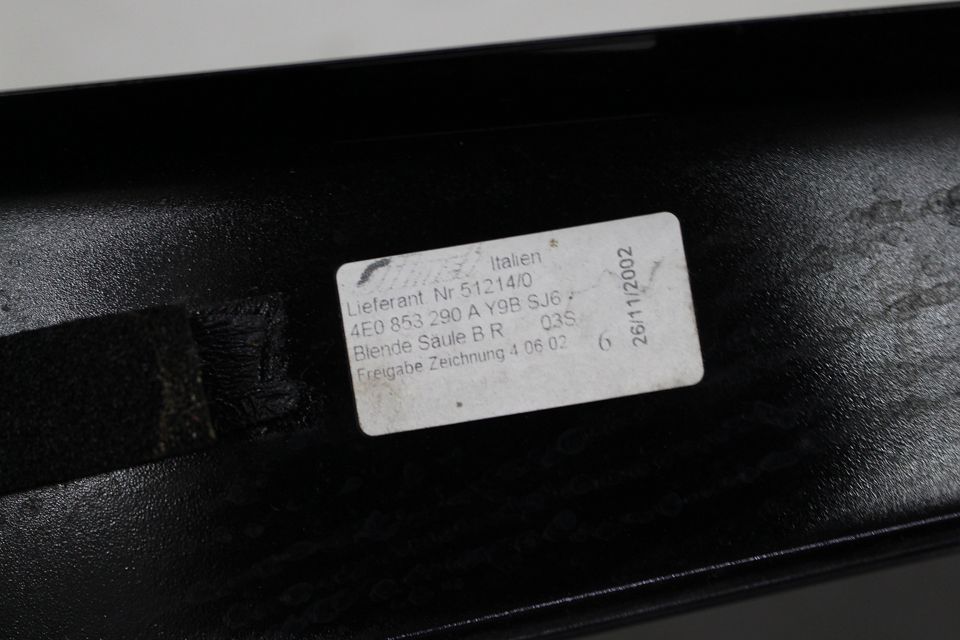 Italien
Lieferant Nr 51214/0
4E0 853 290 A Y9B SJ6
Blende Säule B R 03S
Freigabe Zeichnung 4 06 02
6
26/11/2002